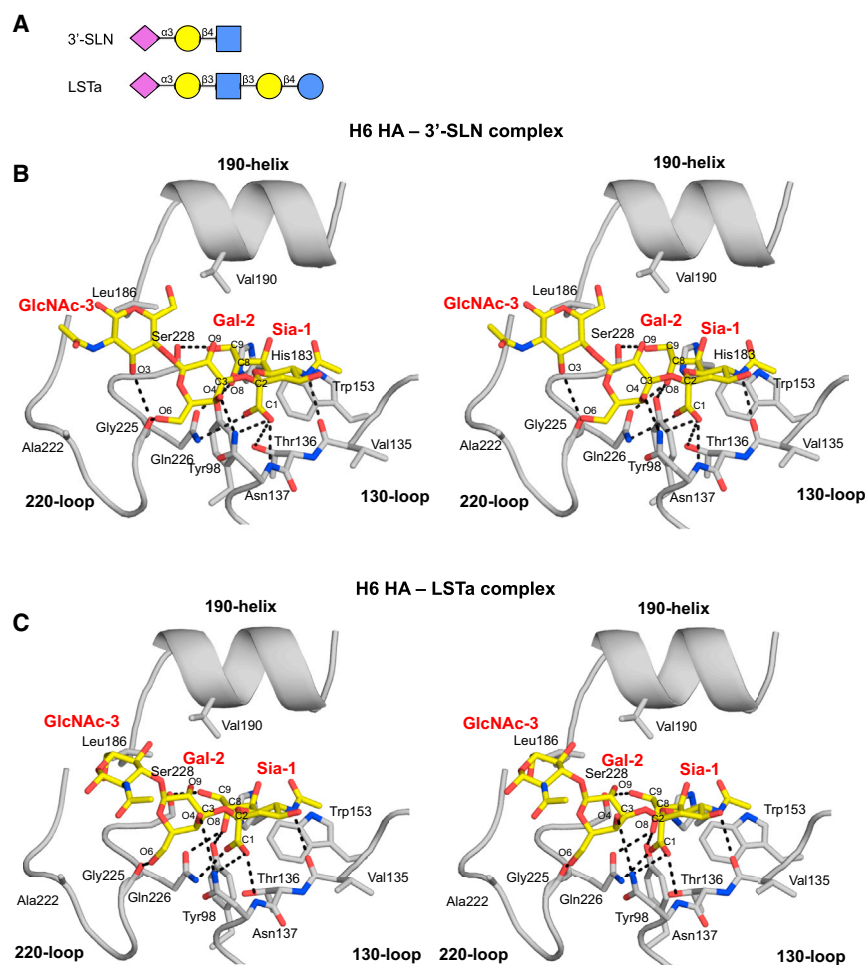 A
3'-SLN α3 β4
LSTa α3 β3 β3 β4
H6 HA – 3'-SLN complex
B
190-helix 190-helix
Val190 Val190
Leu186 Leu186
GlcNAc-3 Gal-2 Sia-1 GlcNAc-3 Gal-2 Sia-1
Ser228 O9 C9 His183 Ser228 O9 C9 His183
C8 C8
O3 O4 C3 O8 C2 Trp153 O3 O4 C3 O8 C2 Trp153
O6 C1 O6 C1
Gly225 Thr136 Gly225 Thr136
Ala222 Gln226 Tyr98 Val135 Ala222 Gln226 Tyr98 Val135
Asn137 Asn137
220-loop 130-loop 220-loop 130-loop
H6 HA – LSTa complex
C
190-helix 190-helix
GlcNAc-3 Val190 GlcNAc-3 Val190
Leu186 Leu186
Gal-2 Sia-1 Gal-2 Sia-1
Ser228 O9 C9 Ser228 O9 C9
O4 C3 O8 C8 C2 Trp153 O4 C3 O8 C8 C2 Trp153
O6 C1 O6 C1
Gly225 Thr136 Val135 Gly225 Thr136 Val135
Ala222 Gln226 Ala222 Gln226
Tyr98 Asn137 Tyr98 Asn137
220-loop 130-loop 220-loop 130-loop